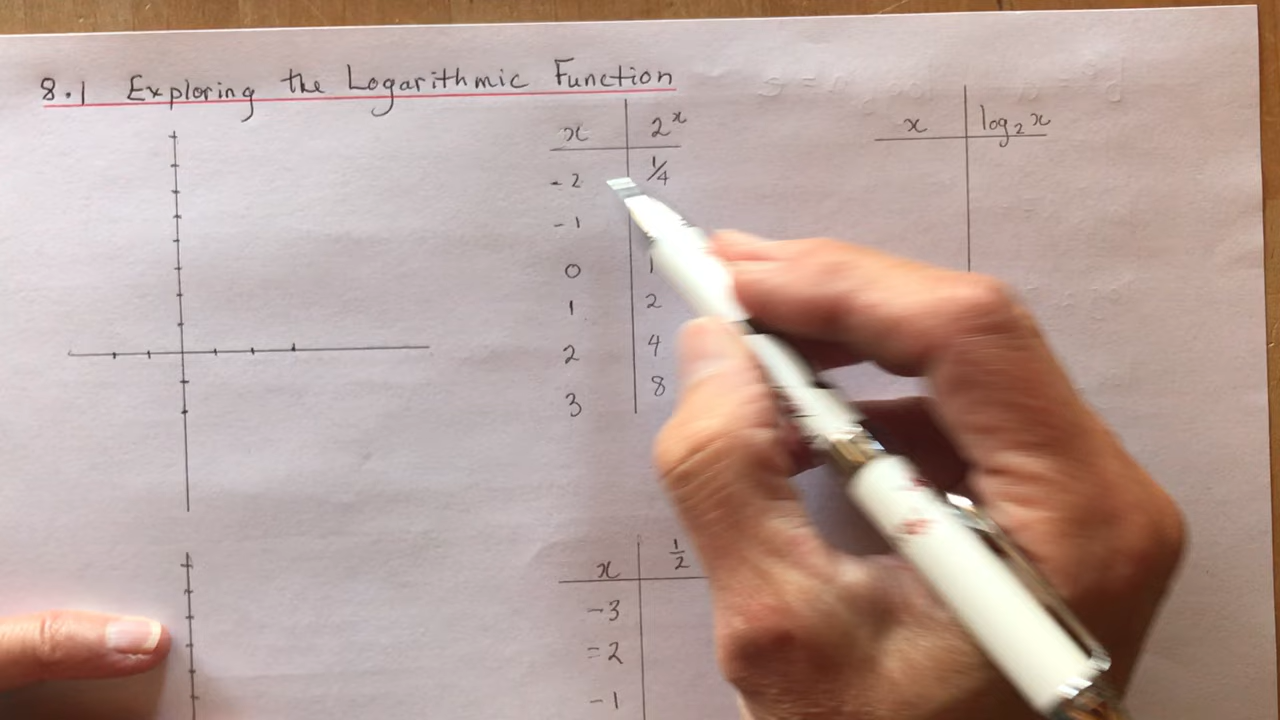 8.1 Exploring the Logarithmic Function
x 2^x
-2 1/4
-1
0 1
1 2
2 4
3 8
x log₂x
x 1/2
-3
=2
-1